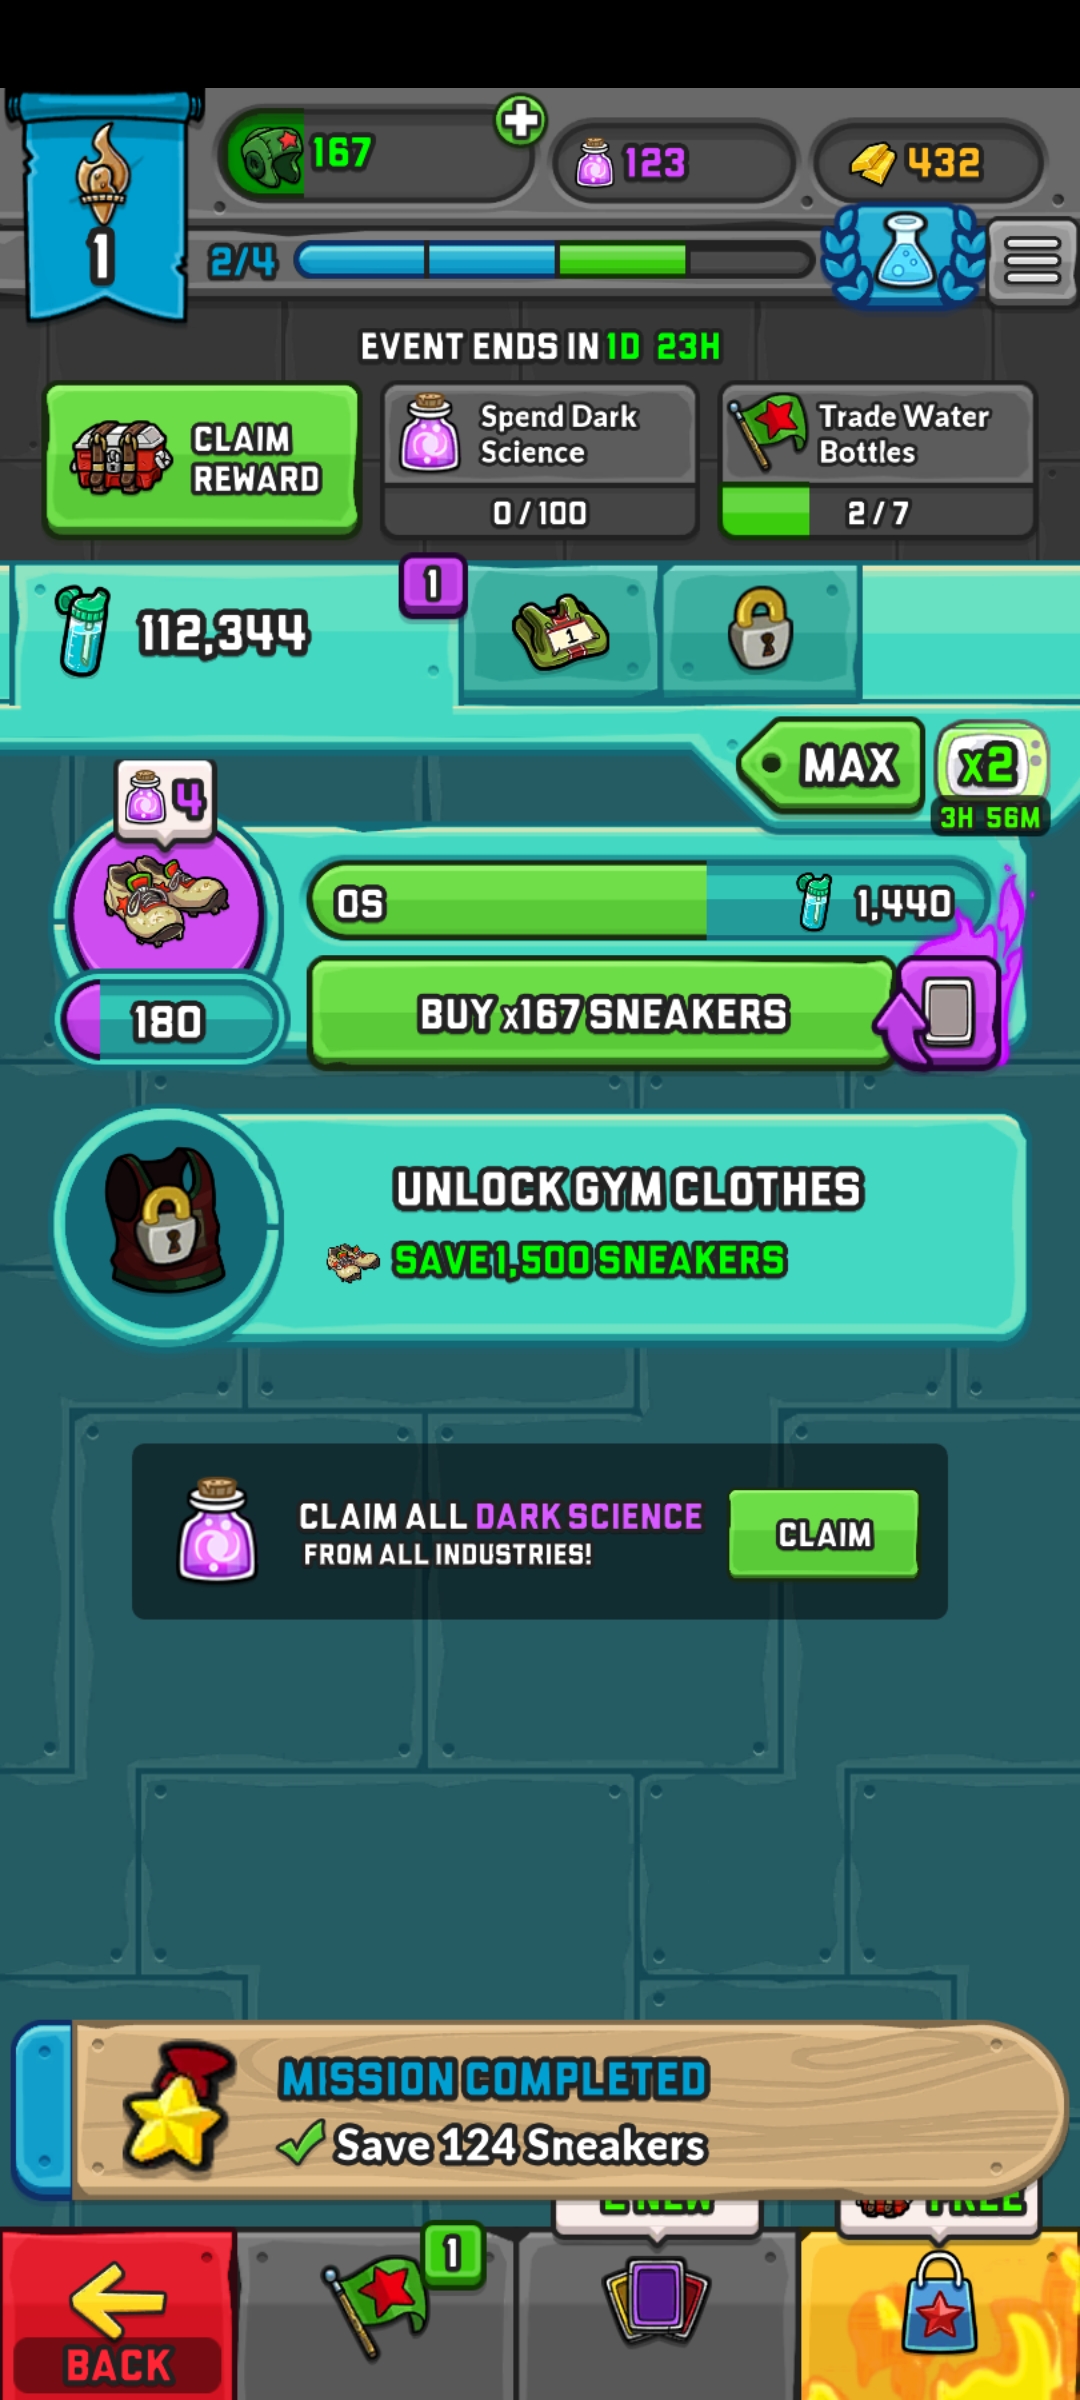 167
123
432
1
2/4
EVENT ENDS IN 1D 23H
CLAIM
REWARD
Spend Dark
Science
0/100
Trade Water
Bottles
2/7
112,344
1
1
MAX
x2
3H 56M
4
0S
1,440
180
BUY x167 SNEAKERS
UNLOCK GYM CLOTHES
SAVE 1,500 SNEAKERS
CLAIM ALL DARK SCIENCE
FROM ALL INDUSTRIES!
CLAIM
MISSION COMPLETED
Save 124 Sneakers
NEW
FREE
1
BACK